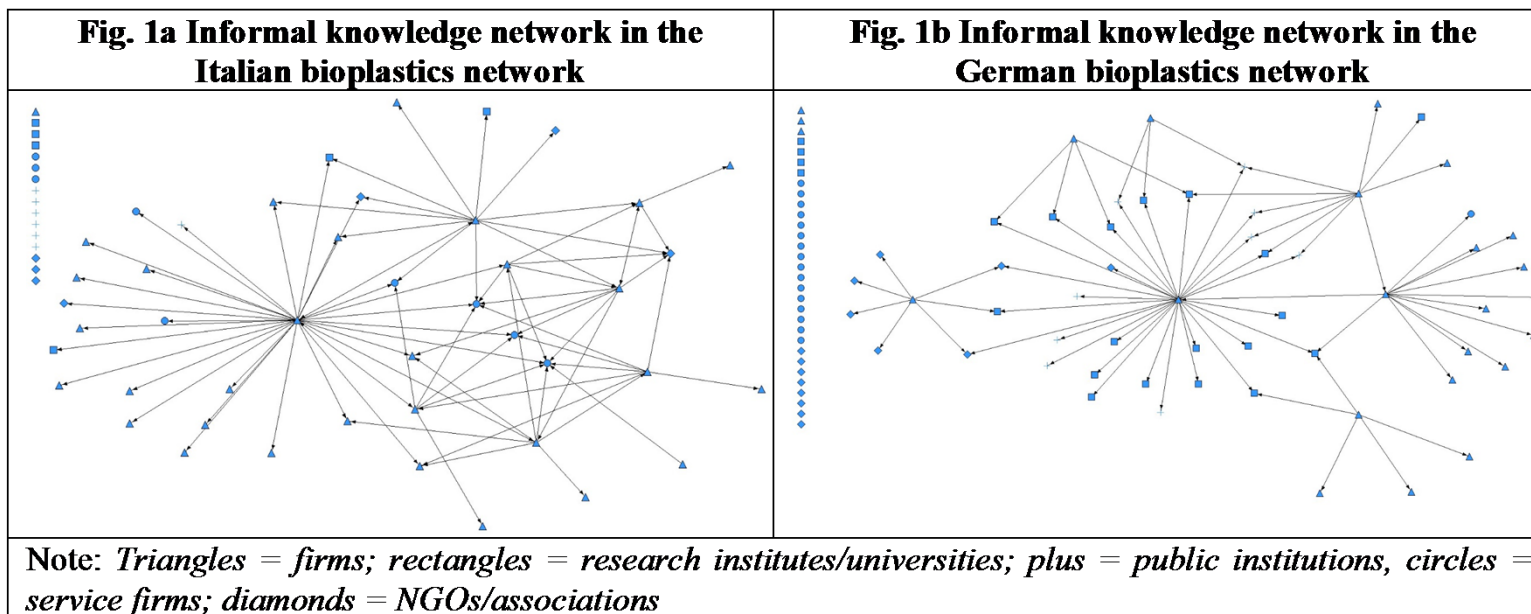 Fig. 1a Informal knowledge network in the
Italian bioplastics network
Fig. 1b Informal knowledge network in the
German bioplastics network
Note: Triangles = firms; rectangles = research institutes/universities; plus = public institutions, circles =
service firms; diamonds = NGOs/associations